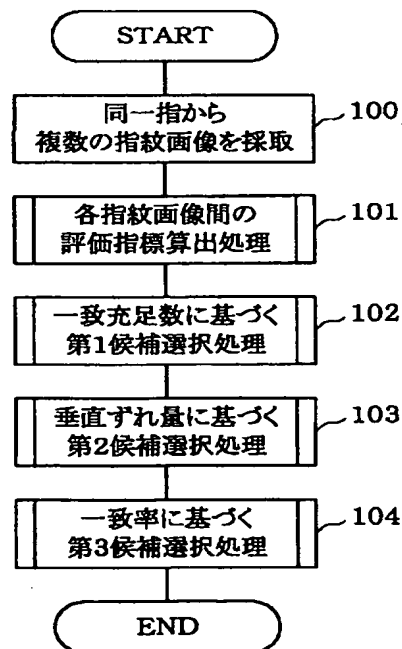 START
同一指から
複数の指紋画像を採取
100
各指紋画像間の
評価指標算出処理
101
一致充足数に基づく
第1候補選択処理
102
垂直ずれ量に基づく
第2候補選択処理
103
一致率に基づく
第3候補選択処理
104
END